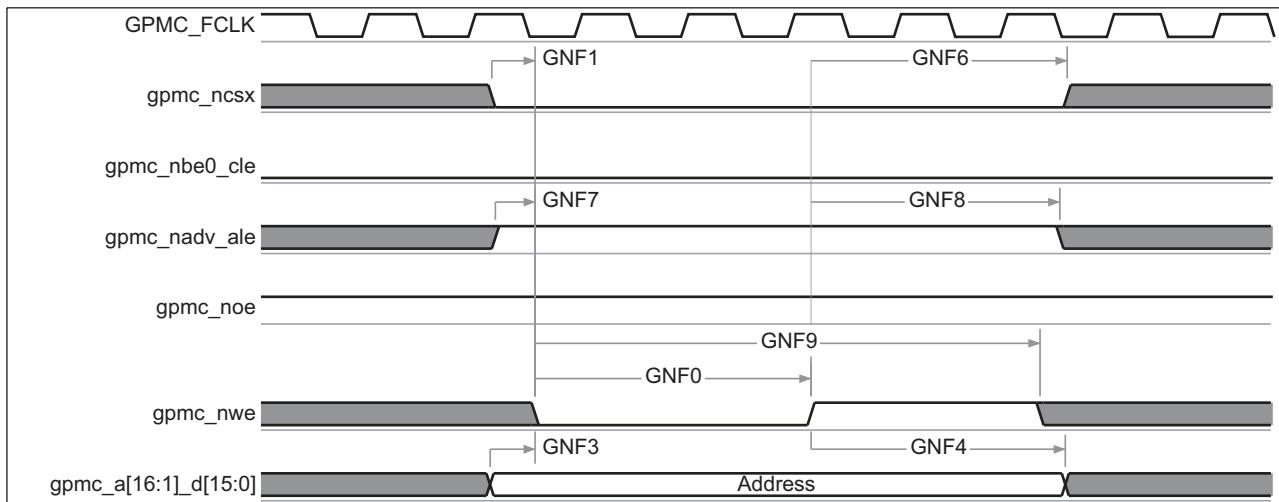 GPMC_FCLK
GNF1
GNF6
gpmc_ncsx
gpmc_nbe0_cle
GNF7
GNF8
gpmc_nadv_ale
gpmc_noe
GNF9
GNF0
gpmc_nwe
GNF3
GNF4
gpmc_a[16:1]_d[15:0]
Address